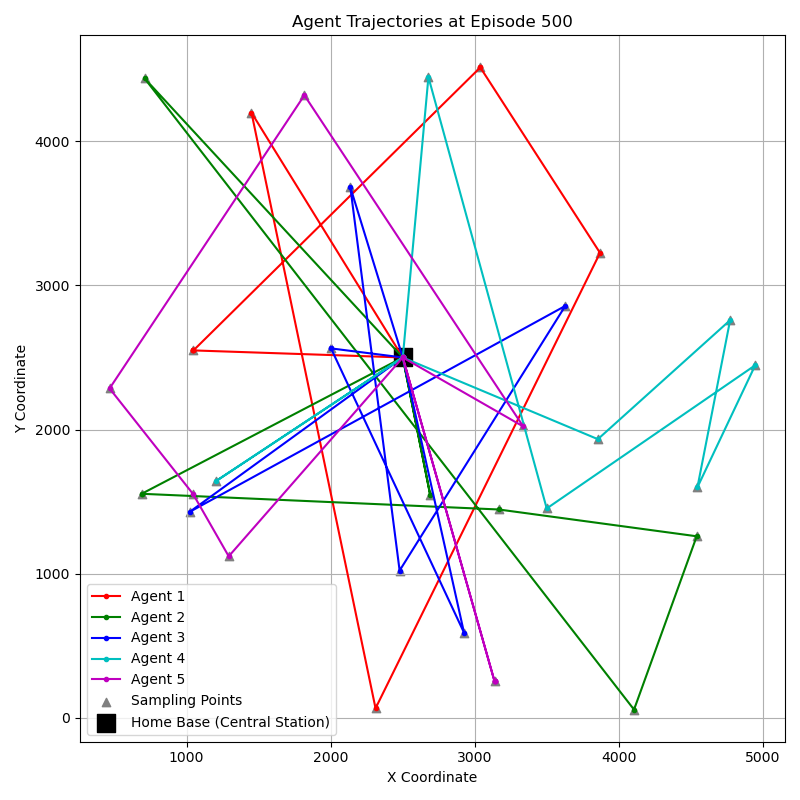 Agent Trajectories at Episode 500
Y Coordinate
4000
3000
2000
1000
0
Agent 1
Agent 2
Agent 3
Agent 4
Agent 5
Sampling Points
Home Base (Central Station)
1000 2000 3000 4000 5000
X Coordinate